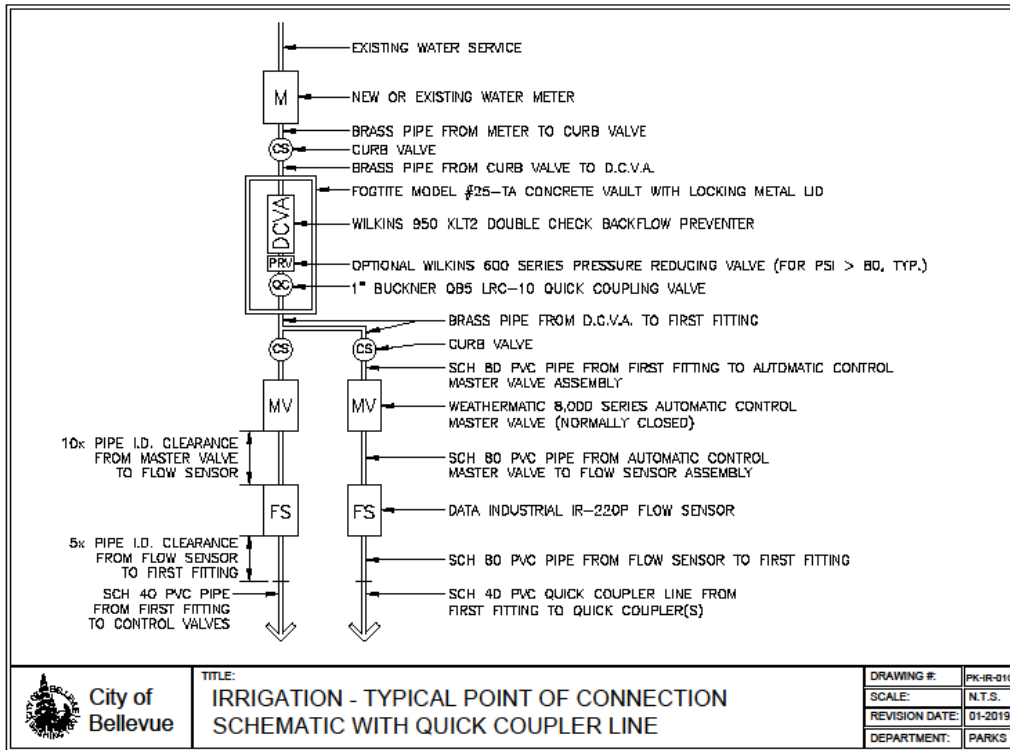 EXISTING WATER SERVICE
M
NEW OR EXISTING WATER METER
BRASS PIPE FROM METER TO CURB VALVE
CS
CURB VALVE
BRASS PIPE FROM CURB VALVE TO D.C.V.A.
FOGTITE MODEL #25-TA CONCRETE VAULT WITH LOCKING METAL LID
DCVA
WILKINS 950 XLT2 DOUBLE CHECK BACKFLOW PREVENTER
PRV
OPTIONAL WILKINS 600 SERIES PRESSURE REDUCING VALVE (FOR PSI > 80, TYP.)
QC
1" BUCKNER QB5 LRC-10 QUICK COUPLING VALVE
BRASS PIPE FROM D.C.V.A. TO FIRST FITTING
CS
CS
CURB VALVE
SCH 80 PVC PIPE FROM FIRST FITTING TO AUTOMATIC CONTROL
MASTER VALVE ASSEMBLY
MV
MV
WEATHERMATIC 8,000 SERIES AUTOMATIC CONTROL
MASTER VALVE (NORMALLY CLOSED)
10x PIPE I.D. CLEARANCE
FROM MASTER VALVE
TO FLOW SENSOR
SCH 80 PVC PIPE FROM AUTOMATIC CONTROL
MASTER VALVE TO FLOW SENSOR ASSEMBLY
FS
FS
DATA INDUSTRIAL IR-220P FLOW SENSOR
5x PIPE I.D. CLEARANCE
FROM FLOW SENSOR
TO FIRST FITTING
SCH 80 PVC PIPE FROM FLOW SENSOR TO FIRST FITTING
SCH 40 PVC PIPE
FROM FIRST FITTING
TO CONTROL VALVES
SCH 40 PVC QUICK COUPLER LINE FROM
FIRST FITTING TO QUICK COUPLER(S)
City of
Bellevue
TITLE:
IRRIGATION - TYPICAL POINT OF CONNECTION
SCHEMATIC WITH QUICK COUPLER LINE
DRAWING #: PK-IR-010
SCALE: N.T.S.
REVISION DATE: 01-2019
DEPARTMENT: PARKS